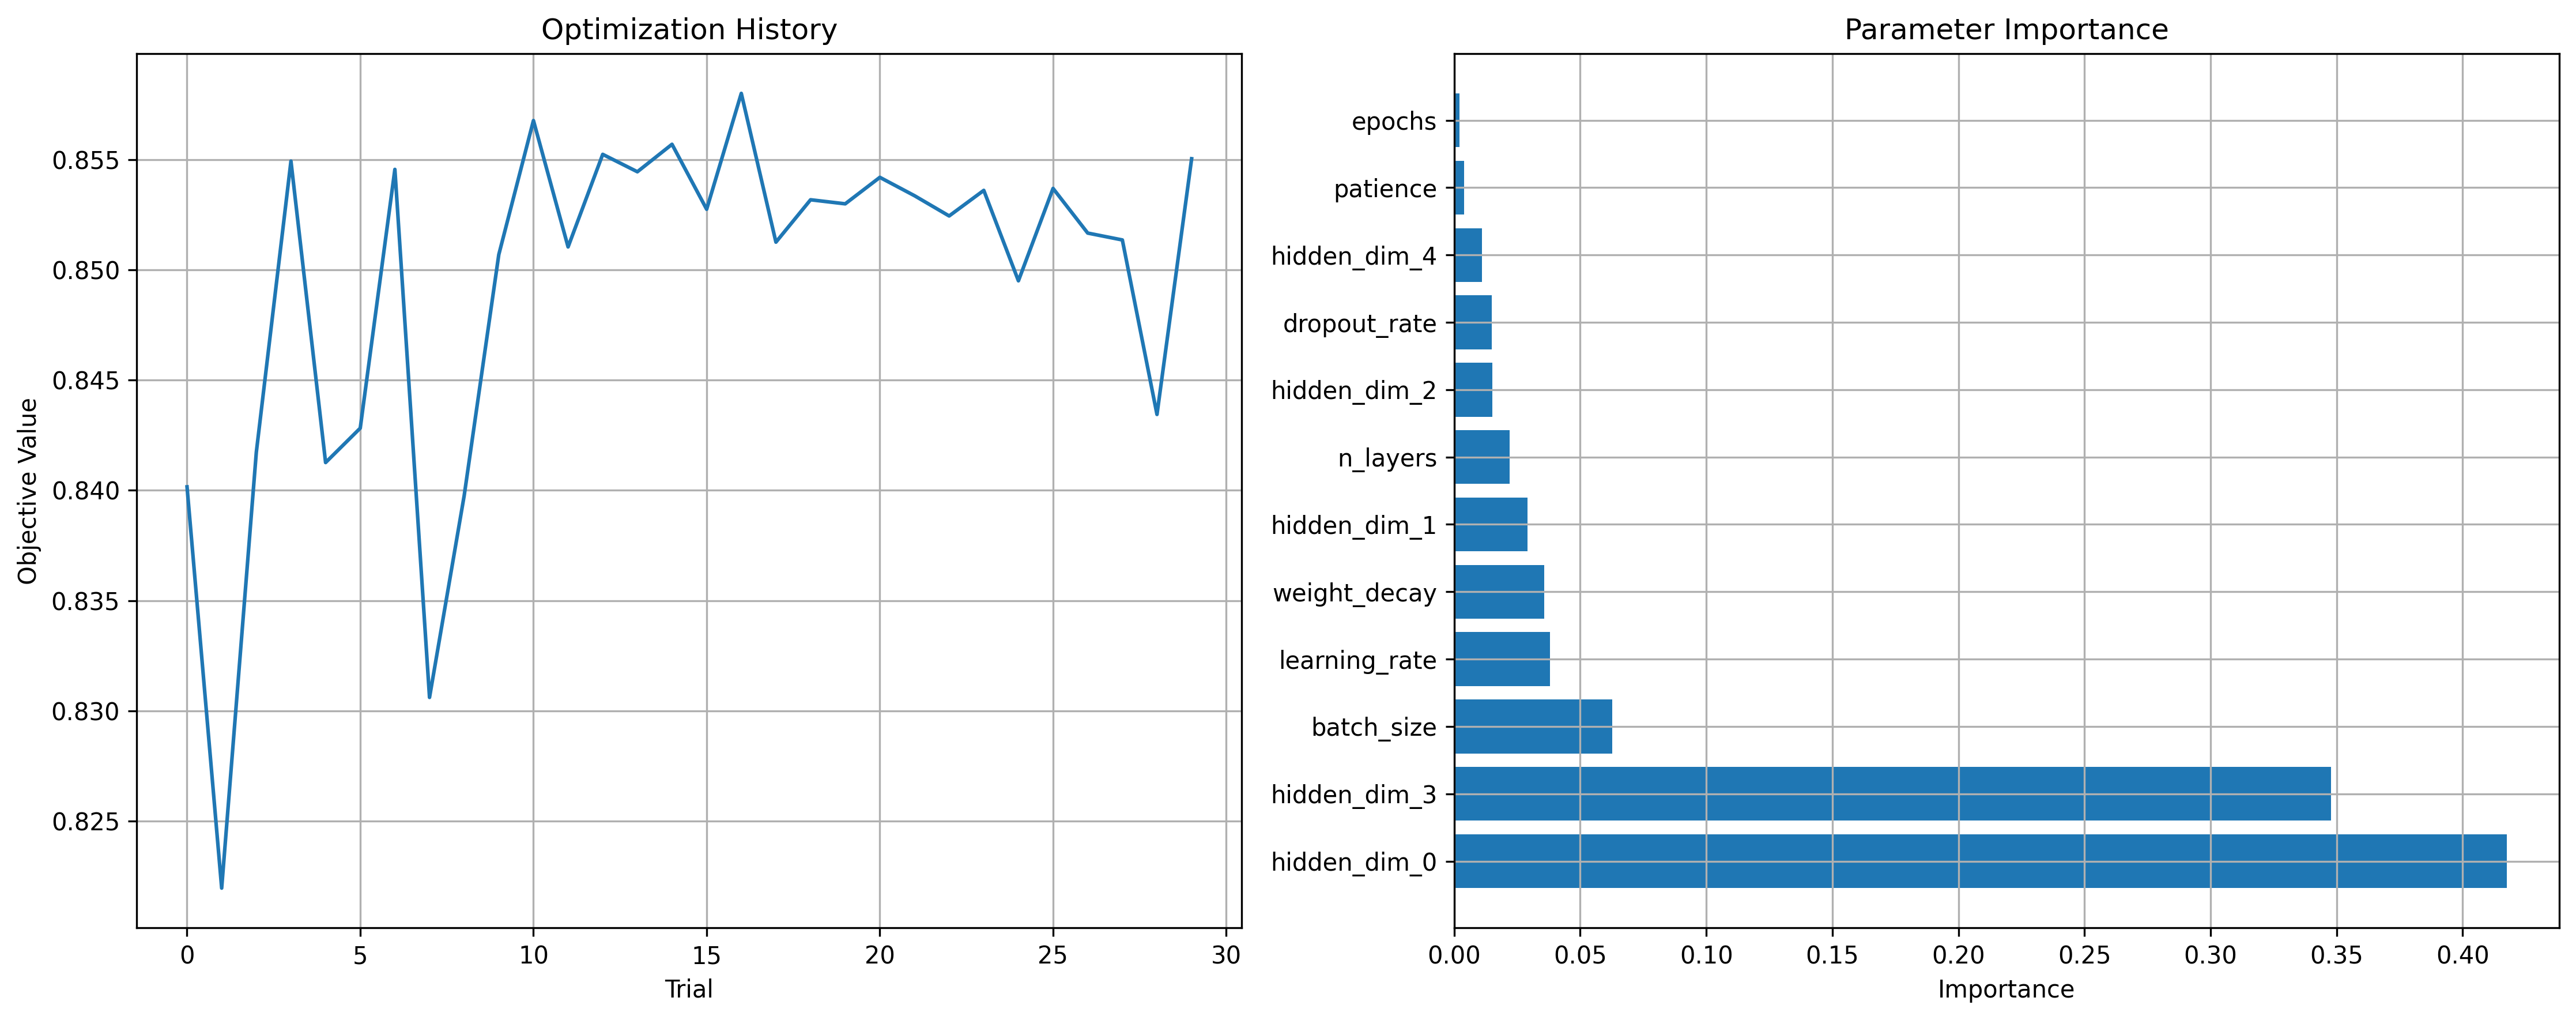 Optimization History
Objective Value
0.855
0.850
0.845
0.840
0.835
0.830
0.825
0 5 10 15 20 25 30
Trial
Parameter Importance
epochs
patience
hidden_dim_4
dropout_rate
hidden_dim_2
n_layers
hidden_dim_1
weight_decay
learning_rate
batch_size
hidden_dim_3
hidden_dim_0
0.00 0.05 0.10 0.15 0.20 0.25 0.30 0.35 0.40
Importance